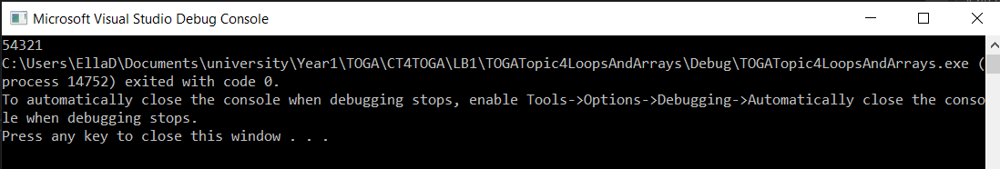 Microsoft Visual Studio Debug Console
54321
C:\Users\EllaD\Documents\university\Year1\TOGA\CT4TOGA\LB1\TOGATopic4LoopsAndArrays\Debug\TOGATopic4LoopsAndArrays.exe (
process 14752) exited with code 0.
To automatically close the console when debugging stops, enable Tools->Options->Debugging->Automatically close the conso
le when debugging stops.
Press any key to close this window . . .